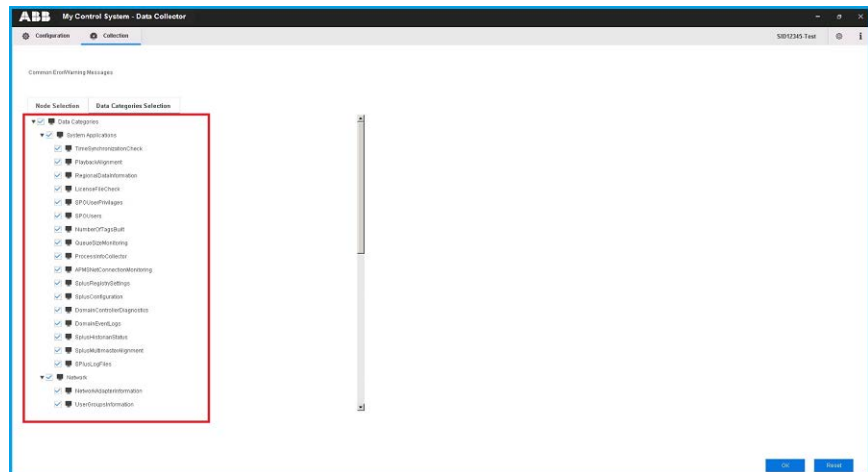 ABB My Control System - Data Collector
Configuration Collection SID12345-Test
Common Error/Warning Messages
Node Selection Data Categories Selection
Data Categories
System Applications
TimeSynchronizationCheck
PlaybackAlignment
RegionalDataInformation
LicenceFileCheck
SPOUserPrivilages
SPOUsers
NumberOfTagsBuilt
QueueSizeMonitoring
ProcessInfoCollector
APMSNetConnectionMonitoring
SplusRegistrySettings
SplusConfiguration
DomainControllerDiagnostics
DomainEventLogs
SplusHistorianStatus
SplusMultimasterAlignment
SPlusLogFiles
Network
NetworkAdapterInformation
UserGroupsInformation
OK Reset